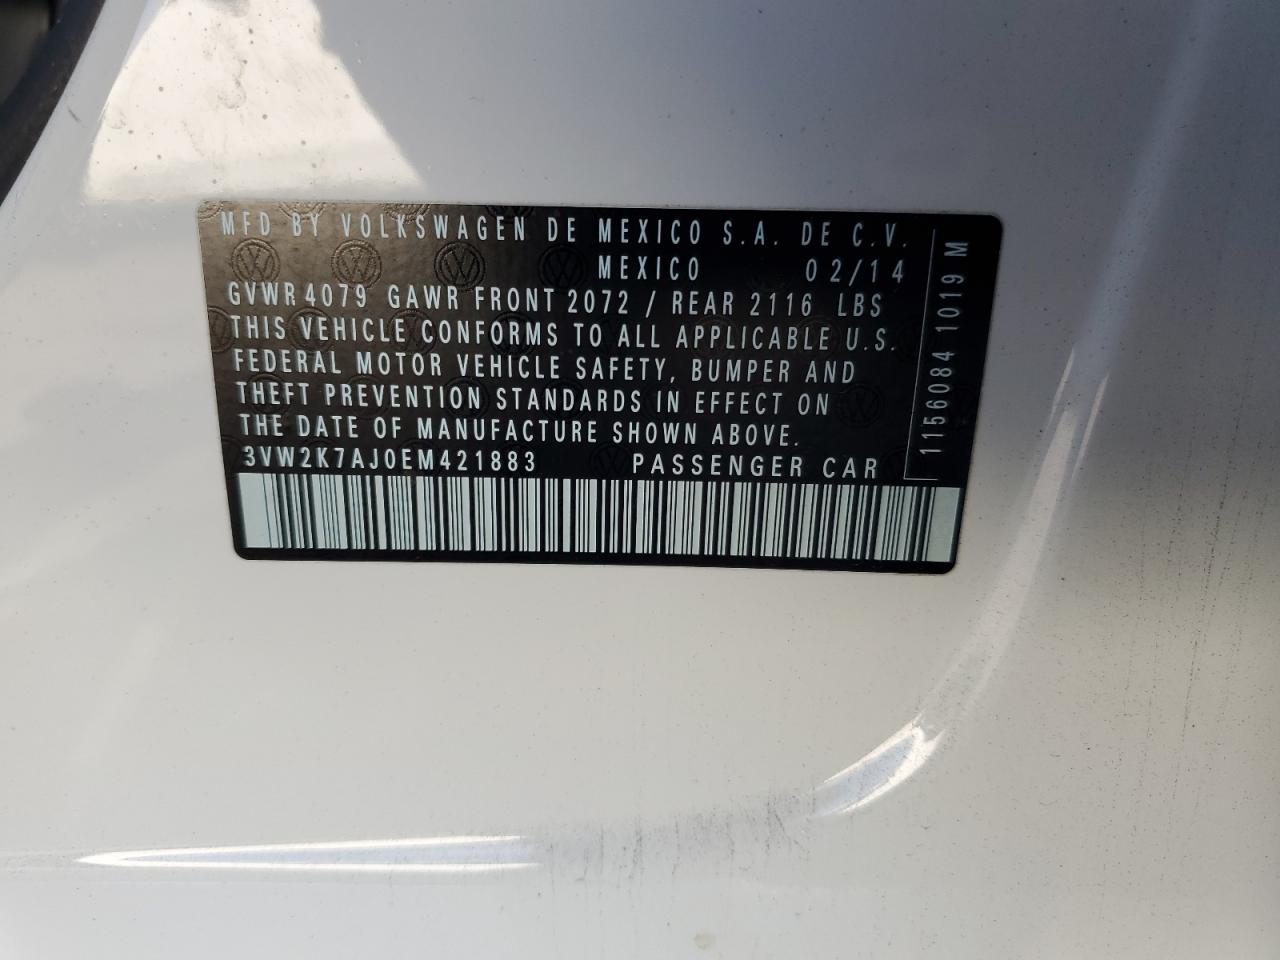 MFD BY VOLKSWAGEN DE MEXICO S.A. DE C.V.
MEXICO 02/14
GVWR 4079 GAWR FRONT 2072 / REAR 2116 LBS
THIS VEHICLE CONFORMS TO ALL APPLICABLE U.S.
FEDERAL MOTOR VEHICLE SAFETY, BUMPER AND
THEFT PREVENTION STANDARDS IN EFFECT ON
THE DATE OF MANUFACTURE SHOWN ABOVE.
3VW2K7AJ0EM421883 PASSENGER CAR
1156084 1019 M